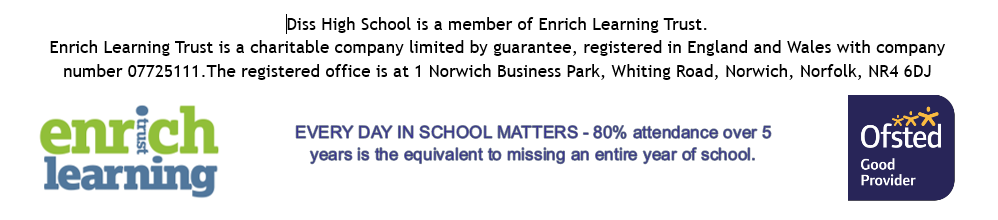 Diss High School is a member of Enrich Learning Trust.
Enrich Learning Trust is a charitable company limited by guarantee, registered in England and Wales with company
number 07725111.The registered office is at 1 Norwich Business Park, Whiting Road, Norwich, Norfolk, NR4 6DJ
enrich
trust
learning
EVERY DAY IN SCHOOL MATTERS - 80% attendance over 5
years is the equivalent to missing an entire year of school.
Ofsted
Good
Provider